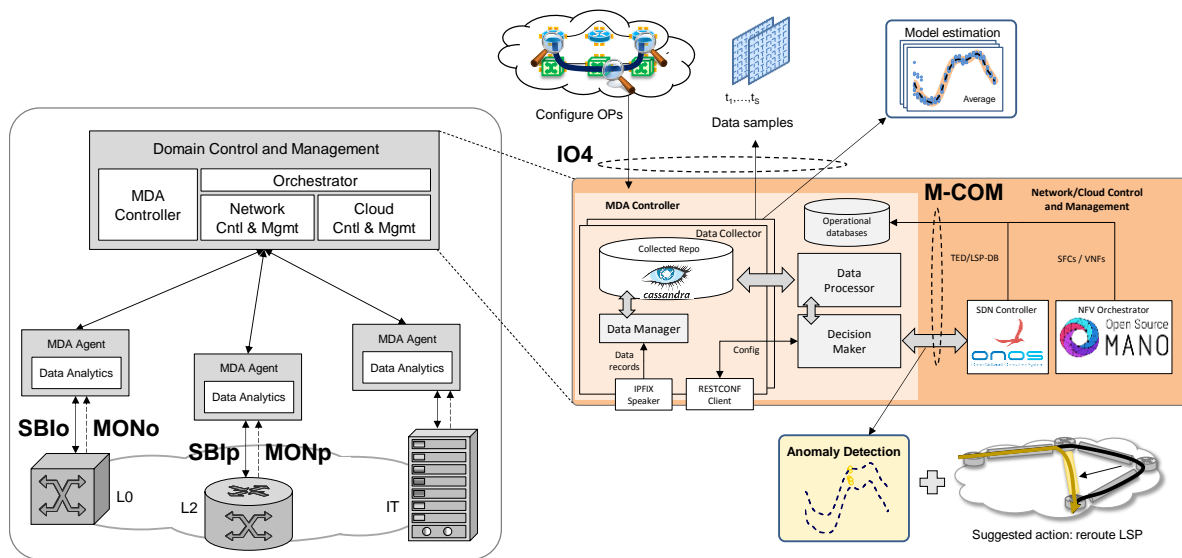 Domain Control and Management
MDA
Controller
Orchestrator
Network
Cntl & Mgmt
Cloud
Cntl & Mgmt
MDA Agent
Data Analytics
MDA Agent
Data Analytics
MDA Agent
Data Analytics
SBIo
MONo
SBIp
MONp
L0
L2
IT
Configure OPs
t1,…,tS
Data samples
Model estimation
Average
IO4
MDA Controller
M-COM
Network/Cloud Control
and Management
Data Collector
Collected Repo
cassandra
Operational
databases
Data Manager
Data
records
IPFIX
Speaker
RESTCONF
Client
Config
Data
Processor
Decision
Maker
TED/LSP-DB
SFCs / VNFs
SDN Controller
onos
NFV Orchestrator
Open Source
MANO
Anomaly Detection
Suggested action: reroute LSP